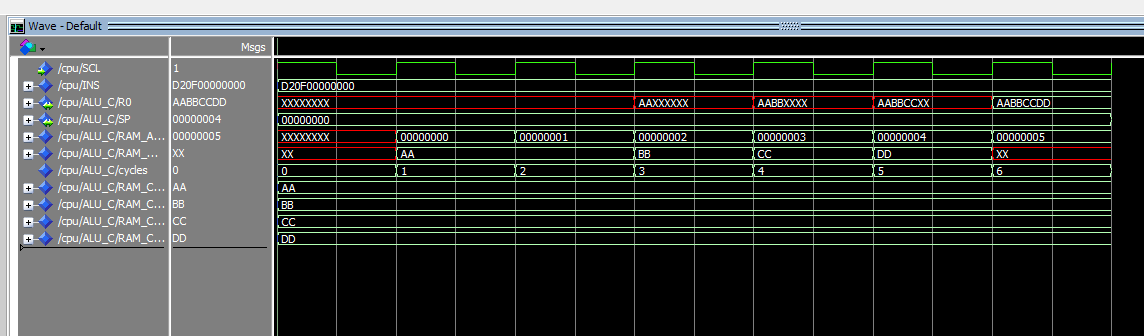 Wave - Default
Msgs
/cpu/SCL 1
/cpu/INS D20F00000000 D20F00000000
/cpu/ALU_C/R0 AABBCCDD XXXXXXXX AAXXXXXX AABBXXXX AABBCCXX AABBCCDD
/cpu/ALU_C/SP 00000004 00000000
/cpu/ALU_C/RAM_A... 00000005 XXXXXXXX 00000000 00000001 00000002 00000003 00000004 00000005
/cpu/ALU_C/RAM_... XX XX AA BB CC DD XX
/cpu/ALU_C/cycles 0 0 1 2 3 4 5 6
/cpu/ALU_C/RAM_C... AA AA
/cpu/ALU_C/RAM_C... BB BB
/cpu/ALU_C/RAM_C... CC CC
/cpu/ALU_C/RAM_C... DD DD